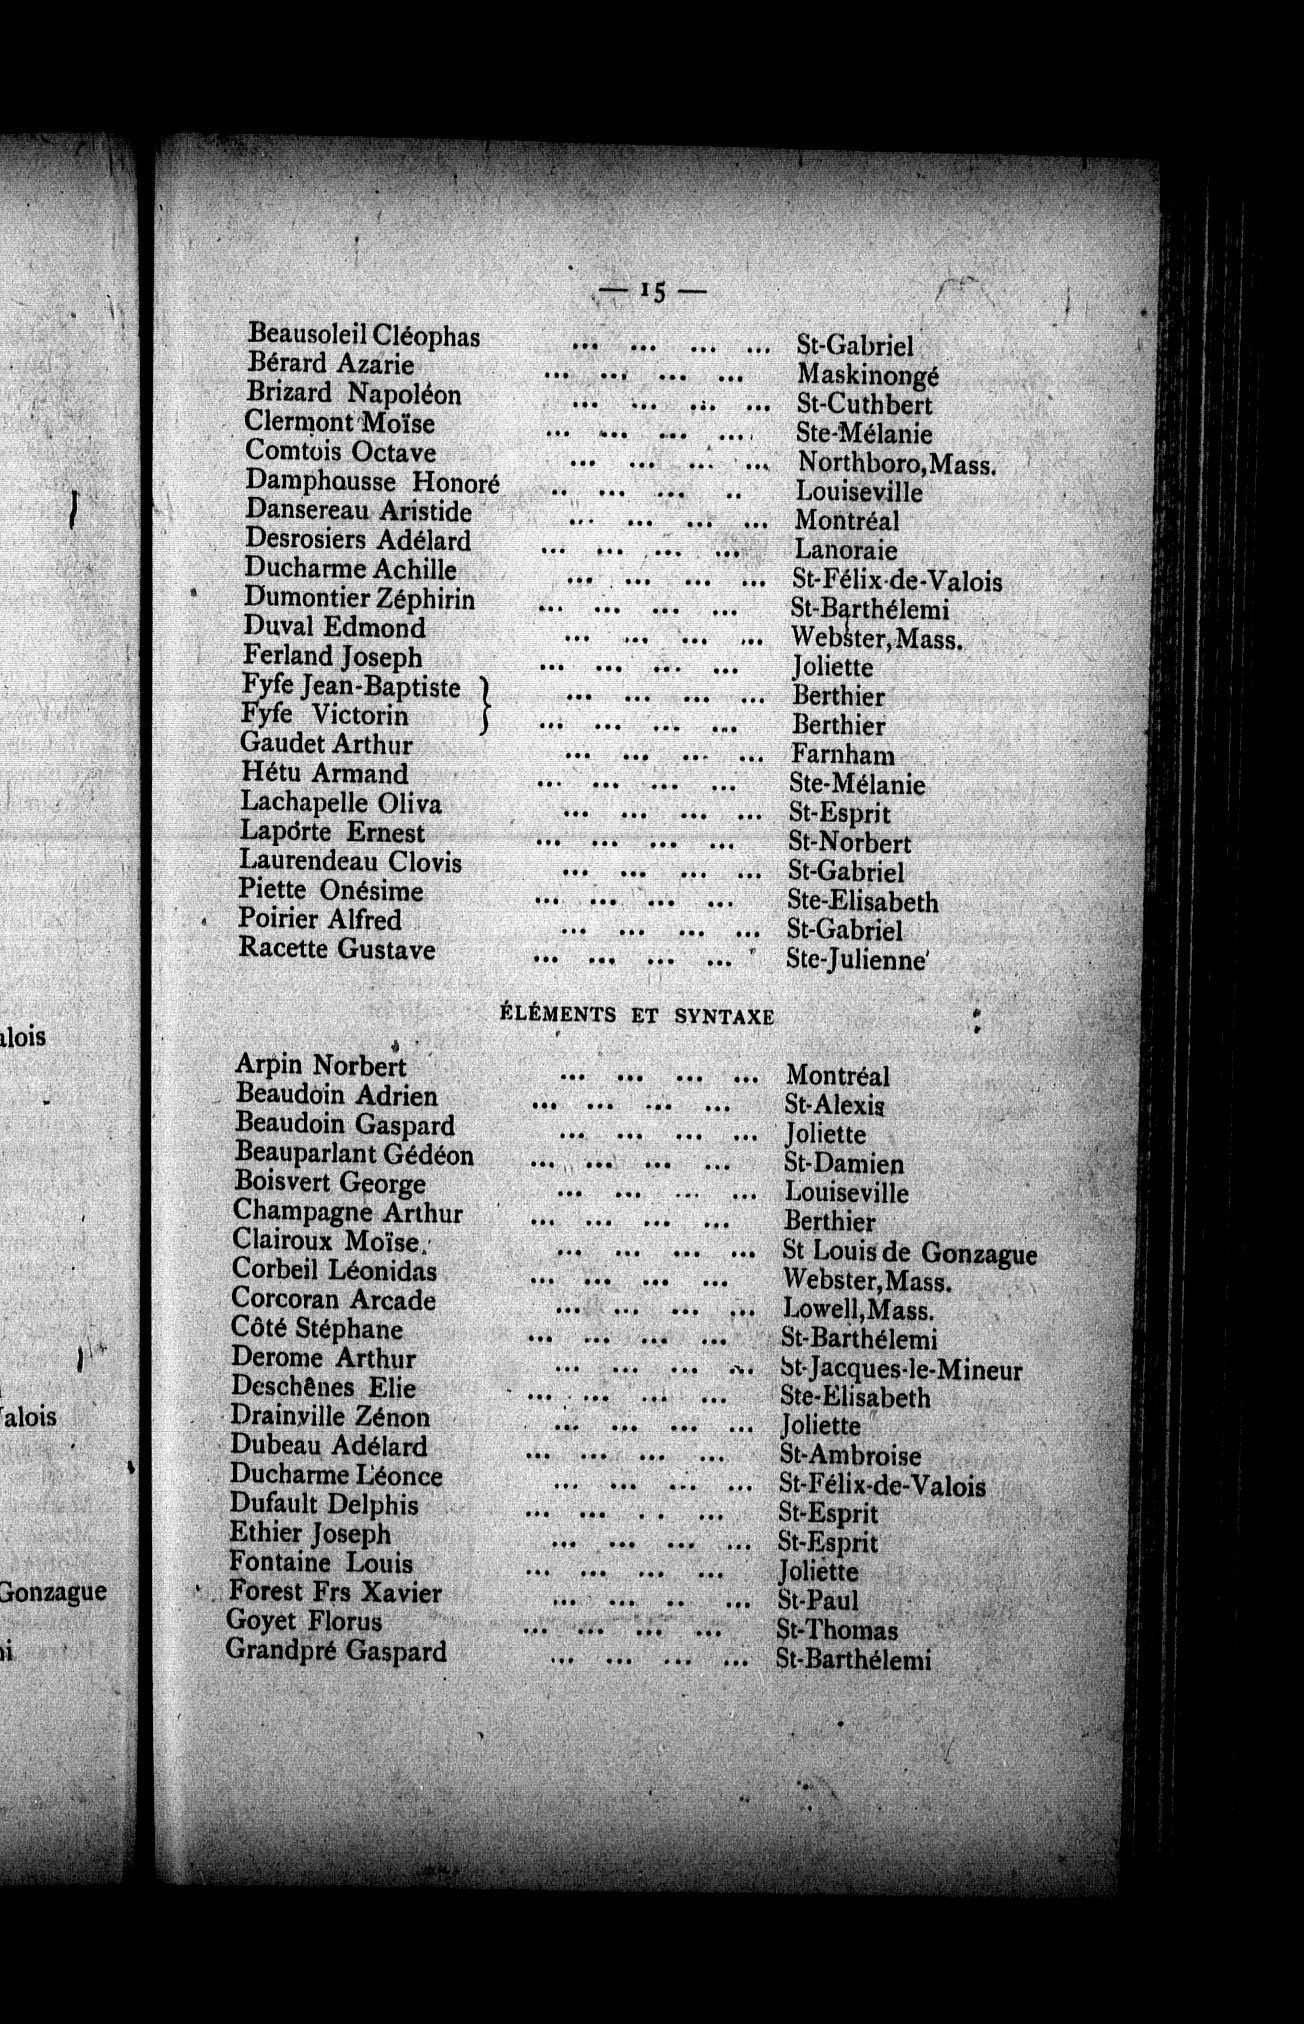 — 15 —
Beausoleil Cléophas ... ... ... ... St-Gabriel
Bérard Azarie ... ... ... ... Maskinongé
Brizard Napoléon ... ... ... ... St-Cuthbert
Clermont Moïse ... ... ... ... Ste-Mélanie
Comtois Octave ... ... ... ... Northboro, Mass.
Damphousse Honoré .. ... ... .. Louiseville
Dansereau Aristide ... ... ... ... Montréal
Desrosiers Adélard ... ... ... ... Lanoraie
Ducharme Achille ... ... ... ... St-Félix-de-Valois
Dumontier Zéphirin ... ... ... ... St-Barthélemi
Duval Edmond ... ... ... ... Webster, Mass.
Ferland Joseph ... ... ... ... Joliette
Fyfe Jean-Baptiste } ... ... ... ... Berthier
Fyfe Victorin ... ... ... ... Berthier
Gaudet Arthur ... ... ... ... Farnham
Hétu Armand ... ... ... ... Ste-Mélanie
Lachapelle Oliva ... ... ... ... St-Esprit
Laporte Ernest ... ... ... ... St-Norbert
Laurendeau Clovis ... ... ... ... St-Gabriel
Piette Onésime ... ... ... ... Ste-Elisabeth
Poirier Alfred ... ... ... ... St-Gabriel
Racette Gustave ... ... ... ... Ste-Julienne
ÉLÉMENTS ET SYNTAXE
Arpin Norbert ... ... ... ... Montréal
Beaudoin Adrien ... ... ... ... St-Alexis
Beaudoin Gaspard ... ... ... ... Joliette
Beauparlant Gédéon ... ... ... ... St-Damien
Boisvert George ... ... ... ... Louiseville
Champagne Arthur ... ... ... ... Berthier
Clairoux Moïse ... ... ... ... St Louis de Gonzague
Corbeil Léonidas ... ... ... ... Webster, Mass.
Corcoran Arcade ... ... ... ... Lowell, Mass.
Côté Stéphane ... ... ... ... St-Barthélemi
Derome Arthur ... ... ... ... St-Jacques-le-Mineur
Deschênes Elie ... ... ... ... Ste-Elisabeth
Drainville Zénon ... ... ... ... Joliette
Dubeau Adélard ... ... ... ... St-Ambroise
Ducharme Léonce ... ... ... ... St-Félix-de-Valois
Dufault Delphis ... ... . . ... St-Esprit
Ethier Joseph ... ... ... ... St-Esprit
Fontaine Louis ... ... ... ... Joliette
Forest Frs Xavier ... ... .. ... St-Paul
Goyet Florus ... ... ... ... St-Thomas
Grandpré Gaspard ... ... ... ... St-Barthélemi